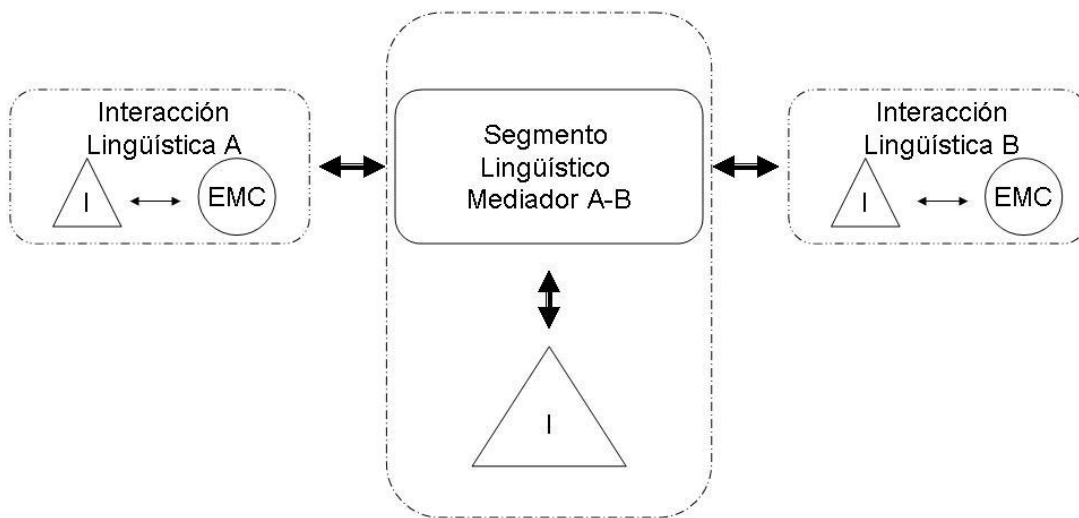 Interacción
Lingüística A
I
EMC
Segmento
Lingüístico
Mediador A-B
I
Interacción
Lingüística B
I
EMC